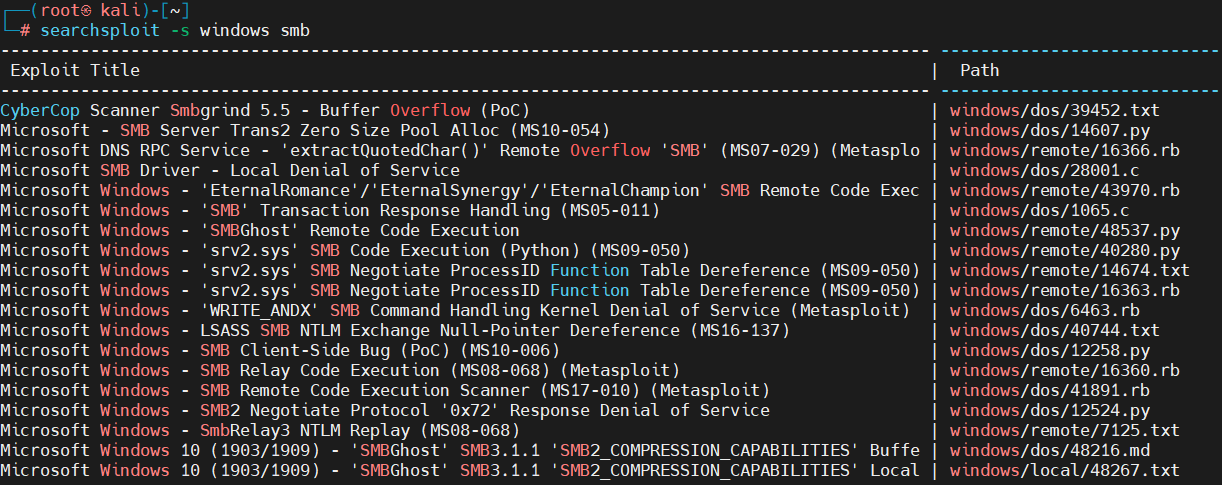 ┌──(root㉿ kali)-[~]
└─# searchsploit -s windows smb
--------------------------------------------------------------------------------------------- ----------------------------
 Exploit Title                                                                               |  Path
--------------------------------------------------------------------------------------------- ----------------------------
CyberCop Scanner Smbgrind 5.5 - Buffer Overflow (PoC)                                        | windows/dos/39452.txt
Microsoft - SMB Server Trans2 Zero Size Pool Alloc (MS10-054)                                | windows/dos/14607.py
Microsoft DNS RPC Service - 'extractQuotedChar()' Remote Overflow 'SMB' (MS07-029) (Metasplo | windows/remote/16366.rb
Microsoft SMB Driver - Local Denial of Service                                               | windows/dos/28001.c
Microsoft Windows - 'EternalRomance'/'EternalSynergy'/'EternalChampion' SMB Remote Code Exec | windows/remote/43970.rb
Microsoft Windows - 'SMB' Transaction Response Handling (MS05-011)                           | windows/dos/1065.c
Microsoft Windows - 'SMBGhost' Remote Code Execution                                         | windows/remote/48537.py
Microsoft Windows - 'srv2.sys' SMB Code Execution (Python) (MS09-050)                        | windows/remote/40280.py
Microsoft Windows - 'srv2.sys' SMB Negotiate ProcessID Function Table Dereference (MS09-050) | windows/remote/14674.txt
Microsoft Windows - 'srv2.sys' SMB Negotiate ProcessID Function Table Dereference (MS09-050) | windows/remote/16363.rb
Microsoft Windows - 'WRITE_ANDX' SMB Command Handling Kernel Denial of Service (Metasploit)  | windows/dos/6463.rb
Microsoft Windows - LSASS SMB NTLM Exchange Null-Pointer Dereference (MS16-137)              | windows/dos/40744.txt
Microsoft Windows - SMB Client-Side Bug (PoC) (MS10-006)                                     | windows/dos/12258.py
Microsoft Windows - SMB Relay Code Execution (MS08-068) (Metasploit)                         | windows/remote/16360.rb
Microsoft Windows - SMB Remote Code Execution Scanner (MS17-010) (Metasploit)                | windows/dos/41891.rb
Microsoft Windows - SMB2 Negotiate Protocol '0x72' Response Denial of Service                | windows/dos/12524.py
Microsoft Windows - SmbRelay3 NTLM Replay (MS08-068)                                         | windows/remote/7125.txt
Microsoft Windows 10 (1903/1909) - 'SMBGhost' SMB3.1.1 'SMB2_COMPRESSION_CAPABILITIES' Buffe | windows/dos/48216.md
Microsoft Windows 10 (1903/1909) - 'SMBGhost' SMB3.1.1 'SMB2_COMPRESSION_CAPABILITIES' Local | windows/local/48267.txt